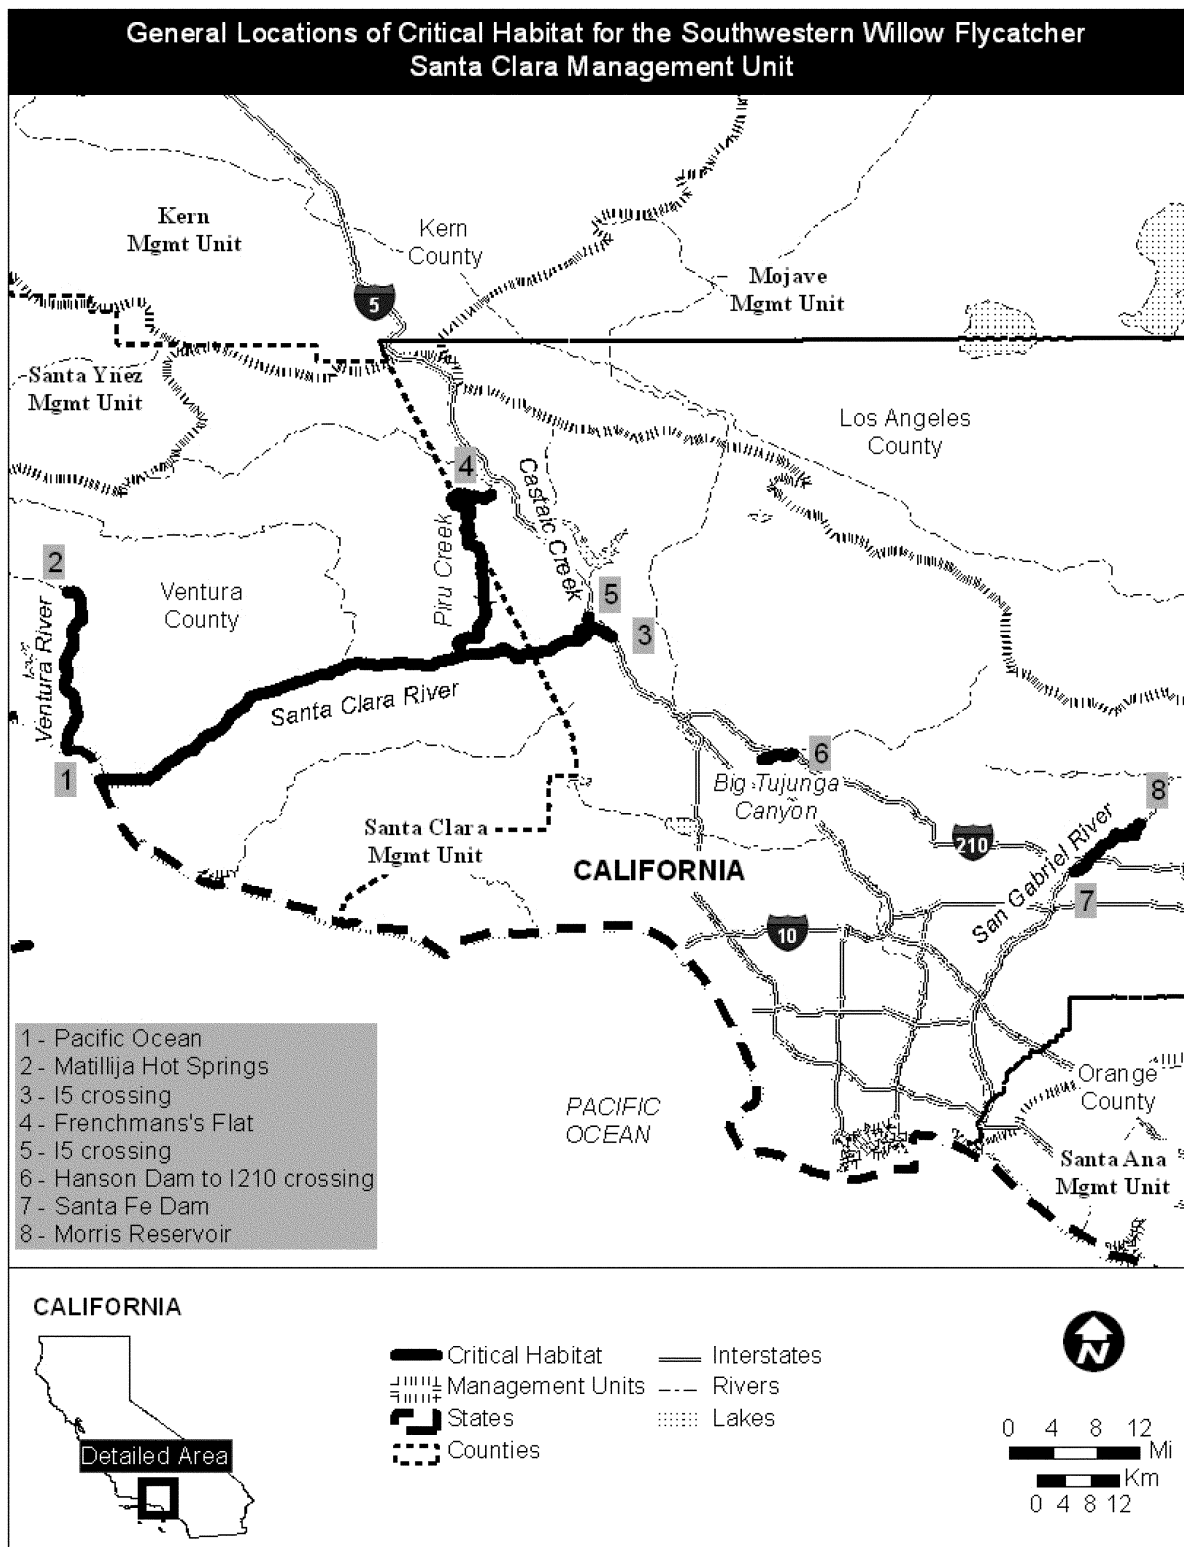 General Locations of Critical Habitat for the Southwestern Willow Flycatcher
Santa Clara Management Unit
Kern
Mgmt Unit
Kern
County
Mojave
Mgmt Unit
5
Santa Ynez
Mgmt Unit
Los Angeles
County
4
Castaic Creek
Piru Creek
2
Ventura
County
5
3
Ventura River
Santa Clara River
1
6
Big Tujunga
Canyon
8
Santa Clara
Mgmt Unit
CALIFORNIA
210
San Gabriel River
7
10
1 - Pacific Ocean
2 - Matillija Hot Springs
3 - I5 crossing
4 - Frenchmans's Flat
5 - I5 crossing
6 - Hanson Dam to I210 crossing
7 - Santa Fe Dam
8 - Morris Reservoir
PACIFIC
OCEAN
Orange
County
Santa Ana
Mgmt Unit
CALIFORNIA
Detailed Area
Critical Habitat
Management Units
States
Counties
Interstates
Rivers
Lakes
N
0 4 8 12
Mi
Km
0 4 8 12